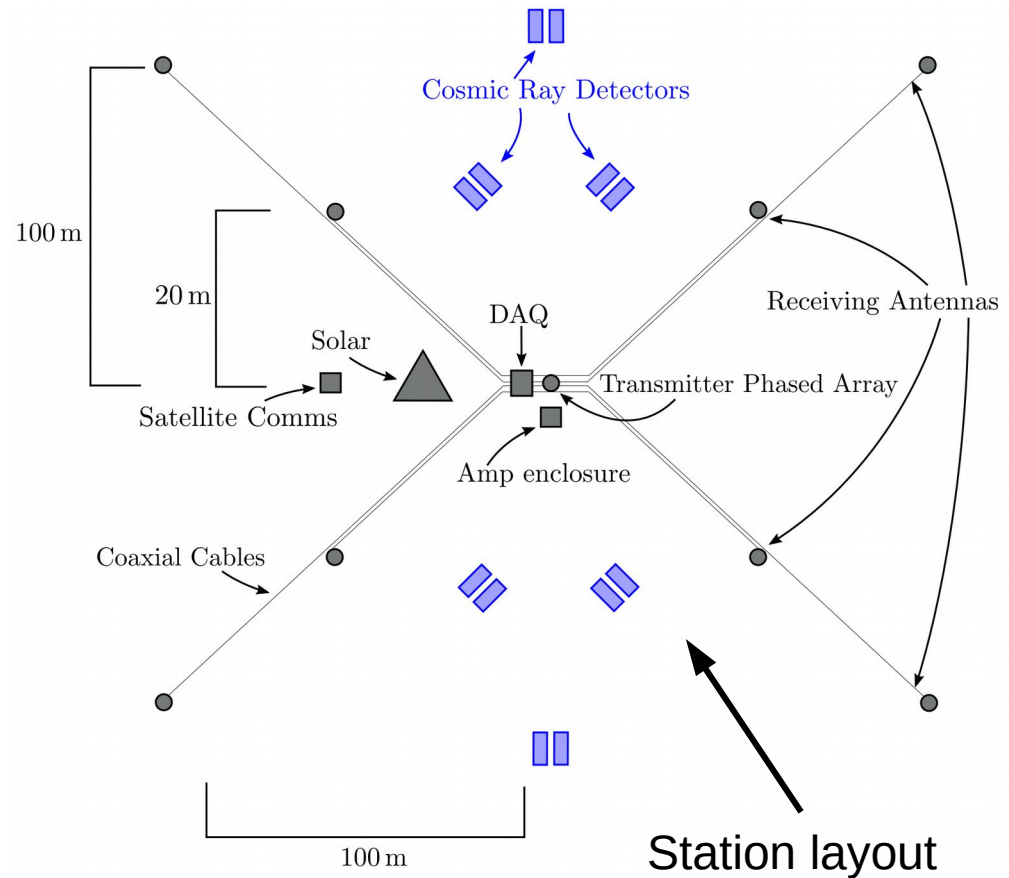 Cosmic Ray Detectors
100 m
20 m
Receiving Antennas
DAQ
Solar
Transmitter Phased Array
Satellite Comms
Amp enclosure
Coaxial Cables
100 m
Station layout